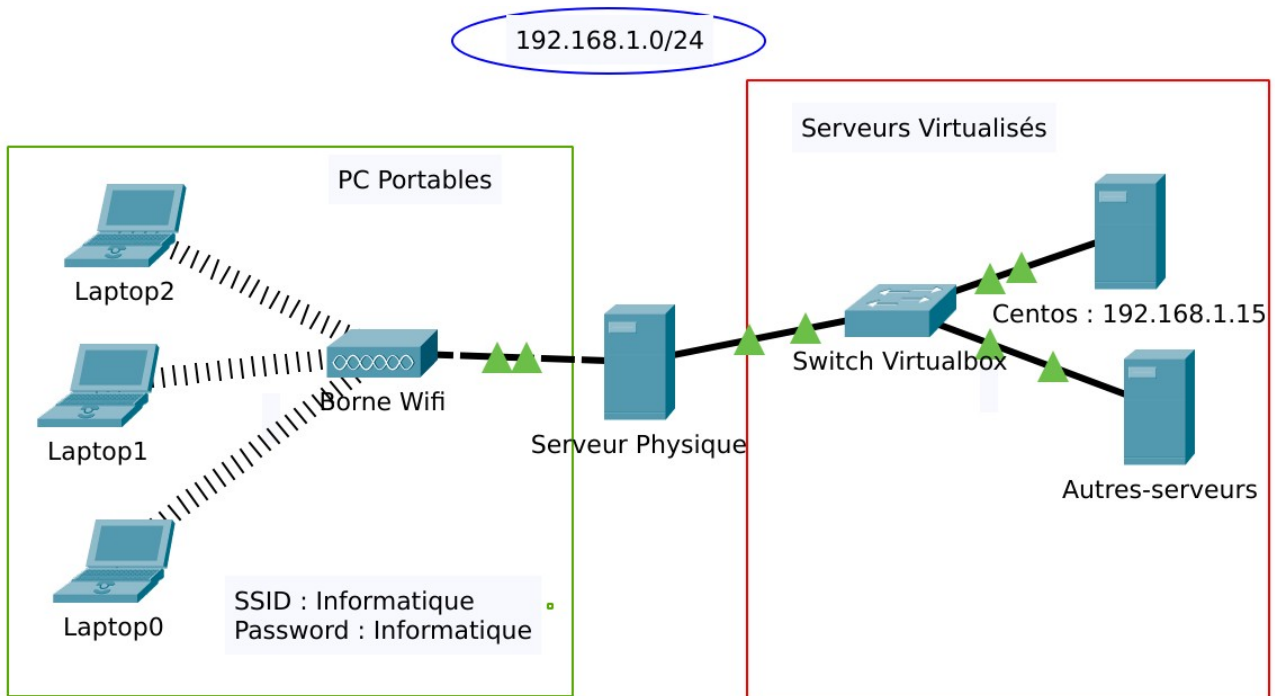 192.168.1.0/24
Serveurs Virtualisés
PC Portables
Laptop2
Centos : 192.168.1.15
Switch Virtualbox
Borne Wifi
Laptop1
Serveur Physique
Autres-serveurs
SSID : Informatique
Password : Informatique
Laptop0